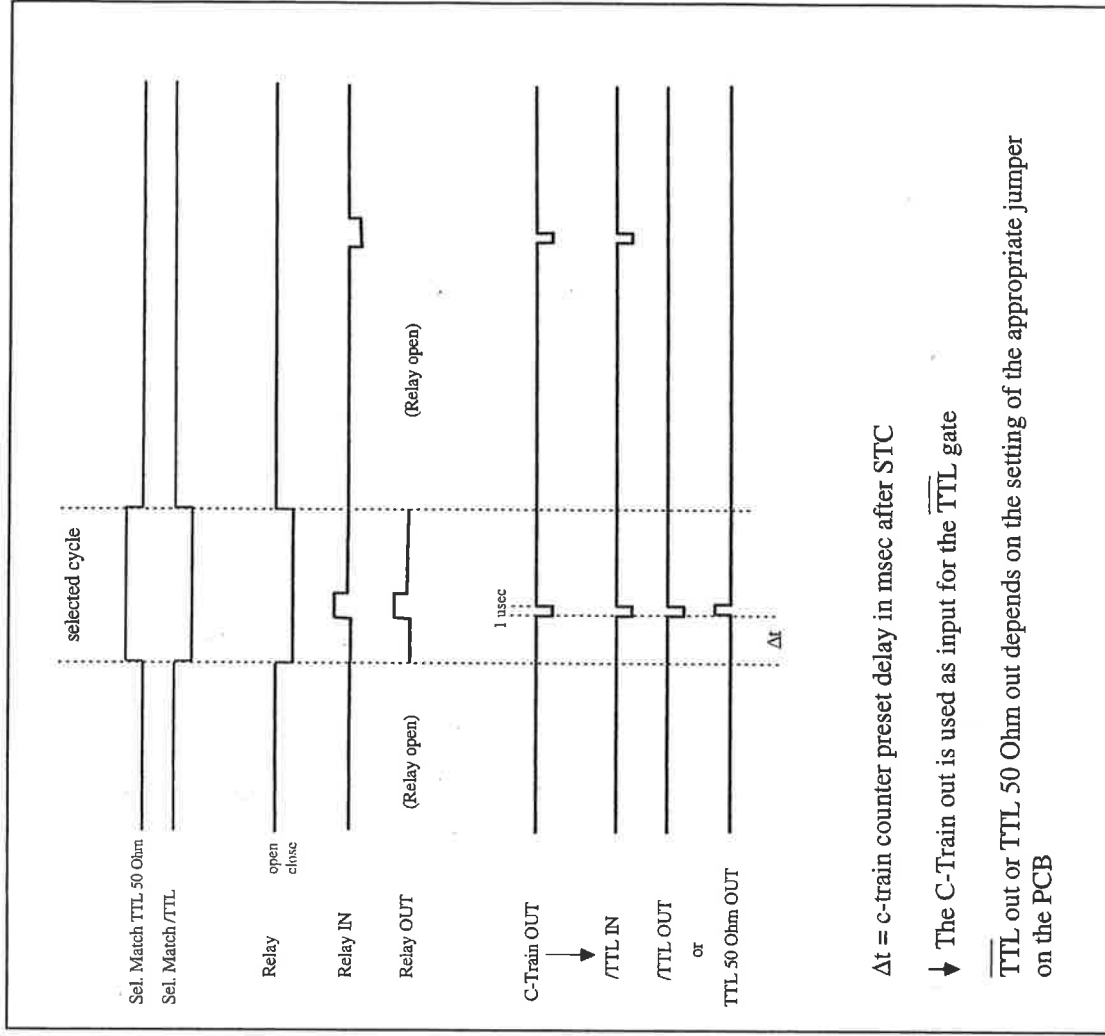 selected cycle
Sel. Match TTL 50 Ohm
Sel. Match /TTL
Relay
open
close
Relay IN
Relay OUT
(Relay open)
(Relay open)
1 usec
C-Train OUT
/TTL IN
/TTL OUT
or
TTL 50 Ohm OUT
Δt
Δt = c-train counter preset delay in msec after STC
↓ The C-Train out is used as input for the T̅T̅L̅ gate
T̅T̅L̅ out or TTL 50 Ohm out depends on the setting of the appropriate jumper
on the PCB